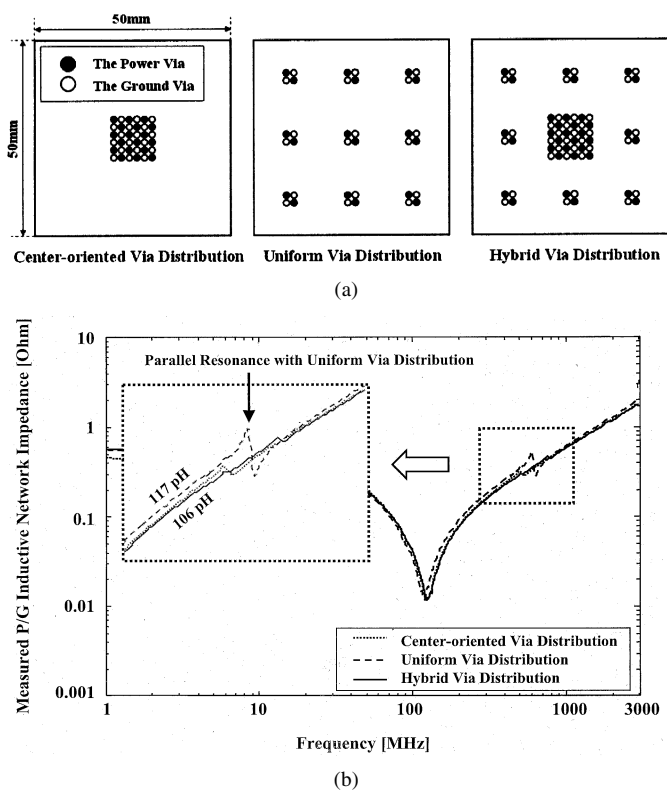 50mm
50mm
The Power Via
The Ground Via
Center-oriented Via Distribution
Uniform Via Distribution
Hybrid Via Distribution
(a)
Measured P/G Inductive Network Impedance [Ohm]
10
1
0.1
0.01
0.001
Parallel Resonance with Uniform Via Distribution
117 pH
106 pH
Center-oriented Via Distribution
Uniform Via Distribution
Hybrid Via Distribution
1
10
100
1000
3000
Frequency [MHz]
(b)